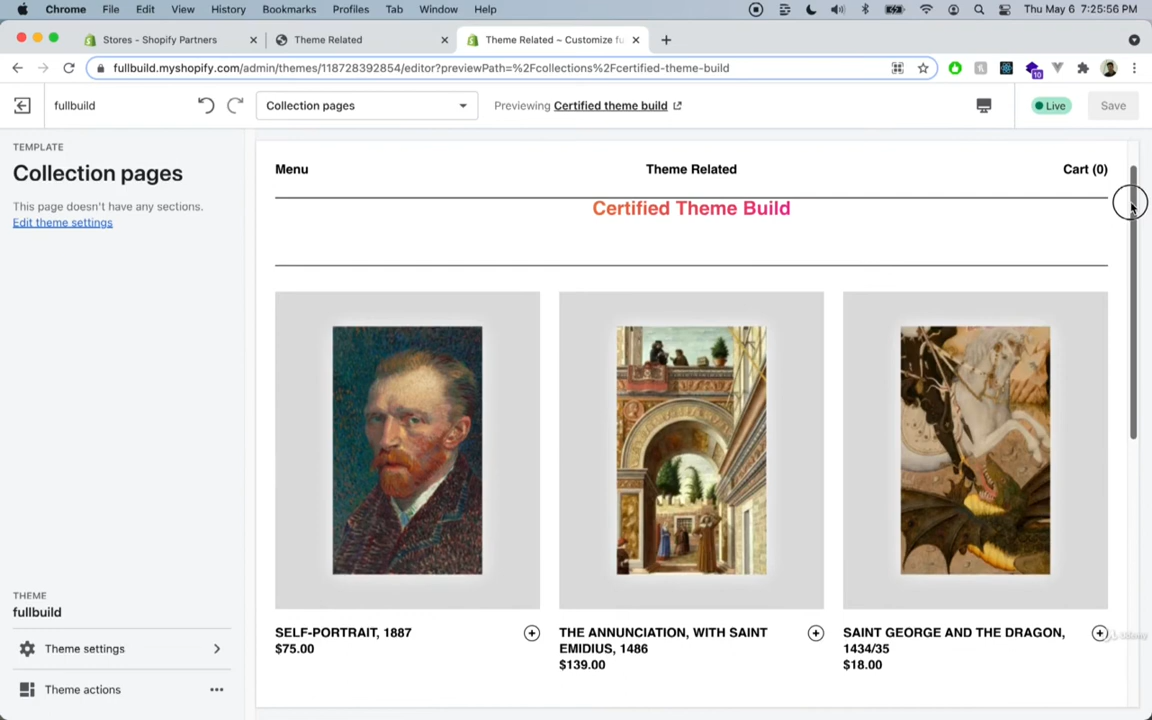 Chrome File Edit View History Bookmarks Profiles Tab Window Help Thu May 6 7:25:56 PM
Stores - Shopify Partners Theme Related Theme Related ~ Customize fu
fullbuild.myshopify.com/admin/themes/118728392854/editor?previewPath=%2Fcollections%2Fcertified-theme-build
10
fullbuild Collection pages Previewing Certified theme build Live Save
TEMPLATE
Collection pages
This page doesn't have any sections.
Edit theme settings
Menu Theme Related Cart (0)
Certified Theme Build
SELF-PORTRAIT, 1887
$75.00
THE ANNUNCIATION, WITH SAINT
EMIDIUS, 1486
$139.00
SAINT GEORGE AND THE DRAGON,
1434/35
$18.00
THEME
fullbuild
Theme settings
Theme actions
Udemy